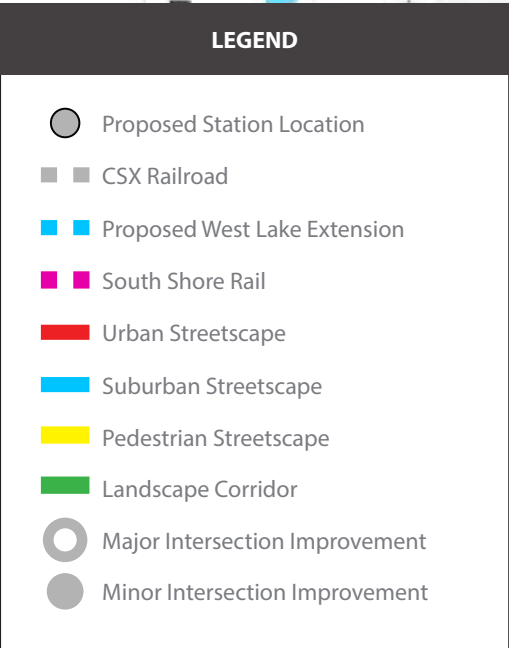 LEGEND
Proposed Station Location
CSX Railroad
Proposed West Lake Extension
South Shore Rail
Urban Streetscape
Suburban Streetscape
Pedestrian Streetscape
Landscape Corridor
Major Intersection Improvement
Minor Intersection Improvement